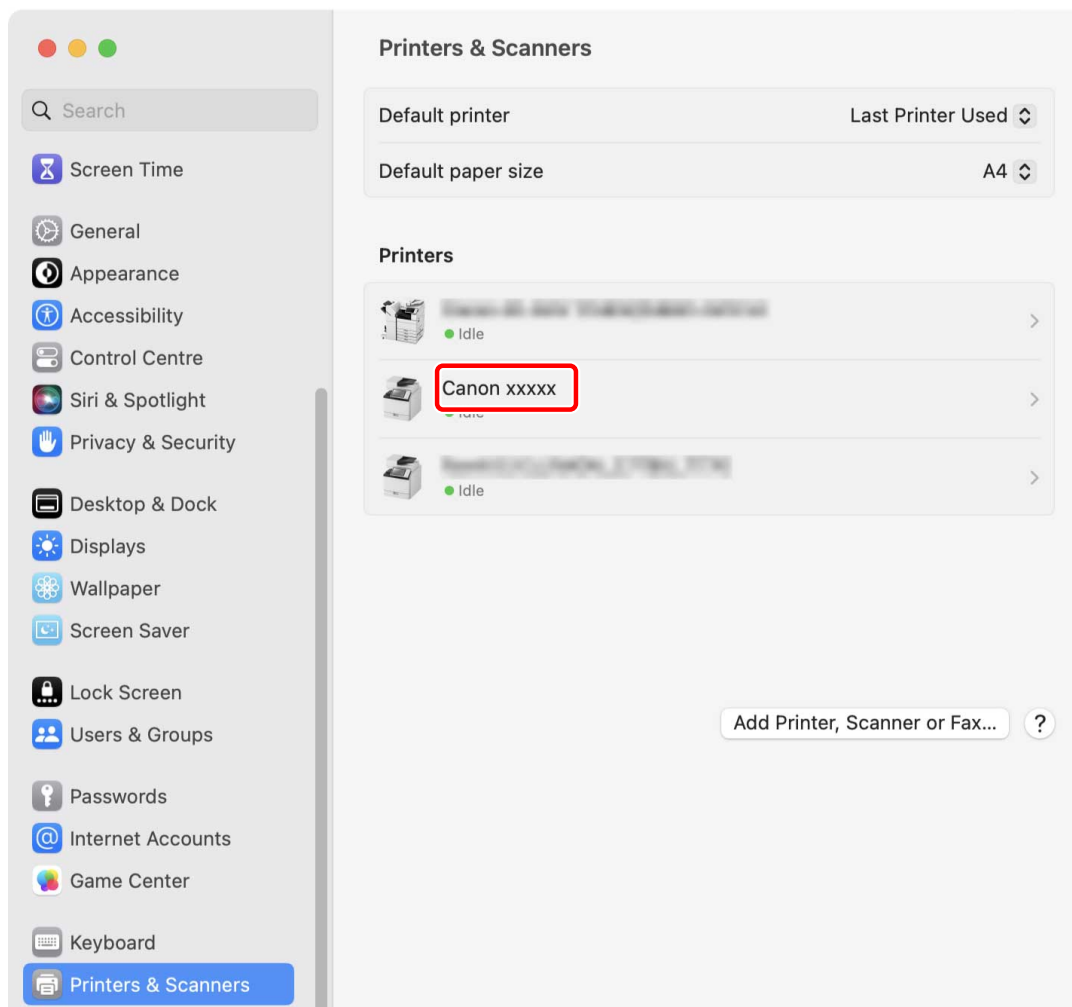 Search
Screen Time
General
Appearance
Accessibility
Control Centre
Siri & Spotlight
Privacy & Security
Desktop & Dock
Displays
Wallpaper
Screen Saver
Lock Screen
Users & Groups
Passwords
Internet Accounts
Game Center
Keyboard
Printers & Scanners
Printers & Scanners
Default printer Last Printer Used
Default paper size A4
Printers
Idle
Canon xxxxx
Idle
Idle
Add Printer, Scanner or Fax... ?